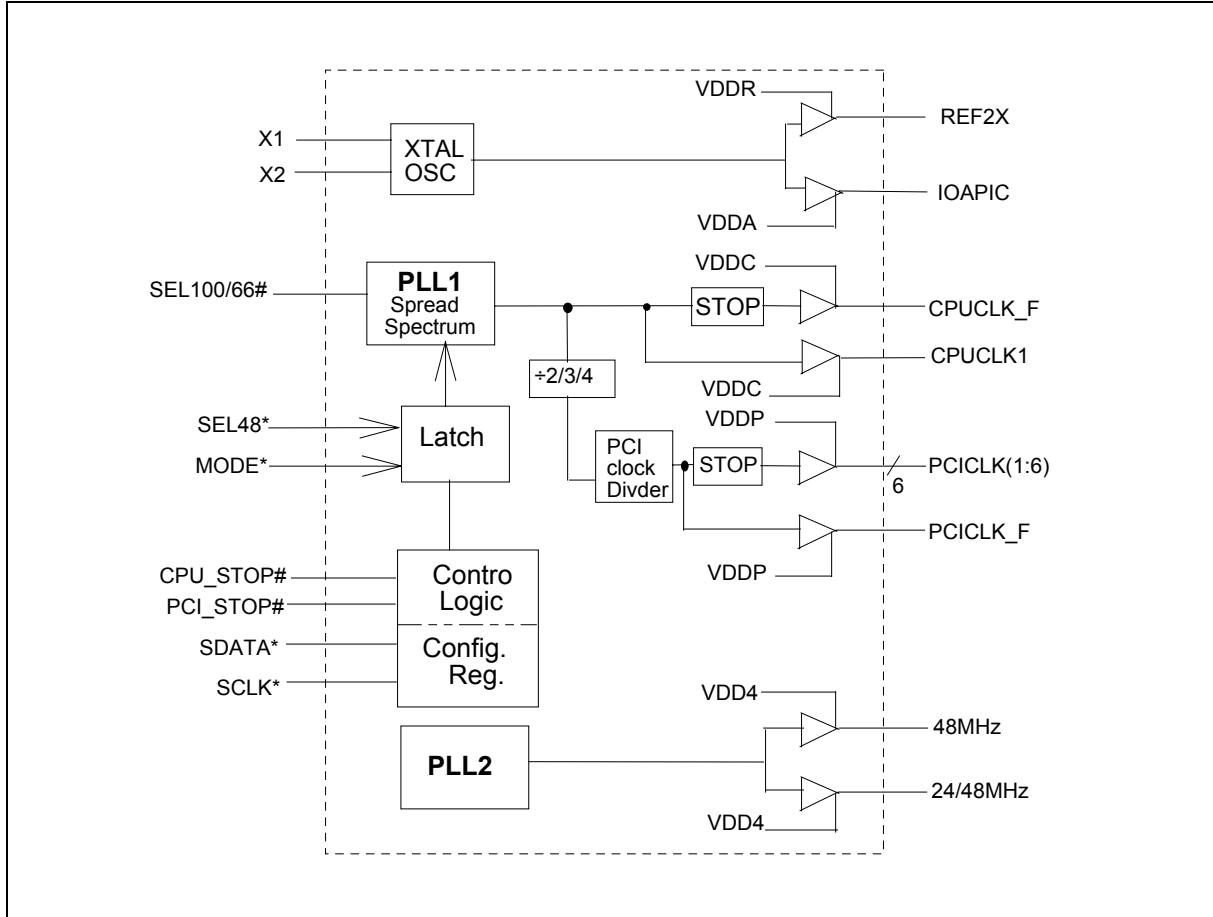 VDDR
REF2X
X1
X2
XTAL
OSC
IOAPIC
VDDA
VDDC
SEL100/66#
PLL1
Spread
Spectrum
STOP
CPUCLK_F
CPUCLK1
÷2/3/4
VDDC
SEL48*
MODE*
Latch
VDDP
PCI
clock
Divder
STOP
PCICLK(1:6)
6
PCICLK_F
VDDP
CPU_STOP#
PCI_STOP#
SDATA*
SCLK*
Contro
Logic
Config.
Reg.
VDD4
48MHz
PLL2
24/48MHz
VDD4